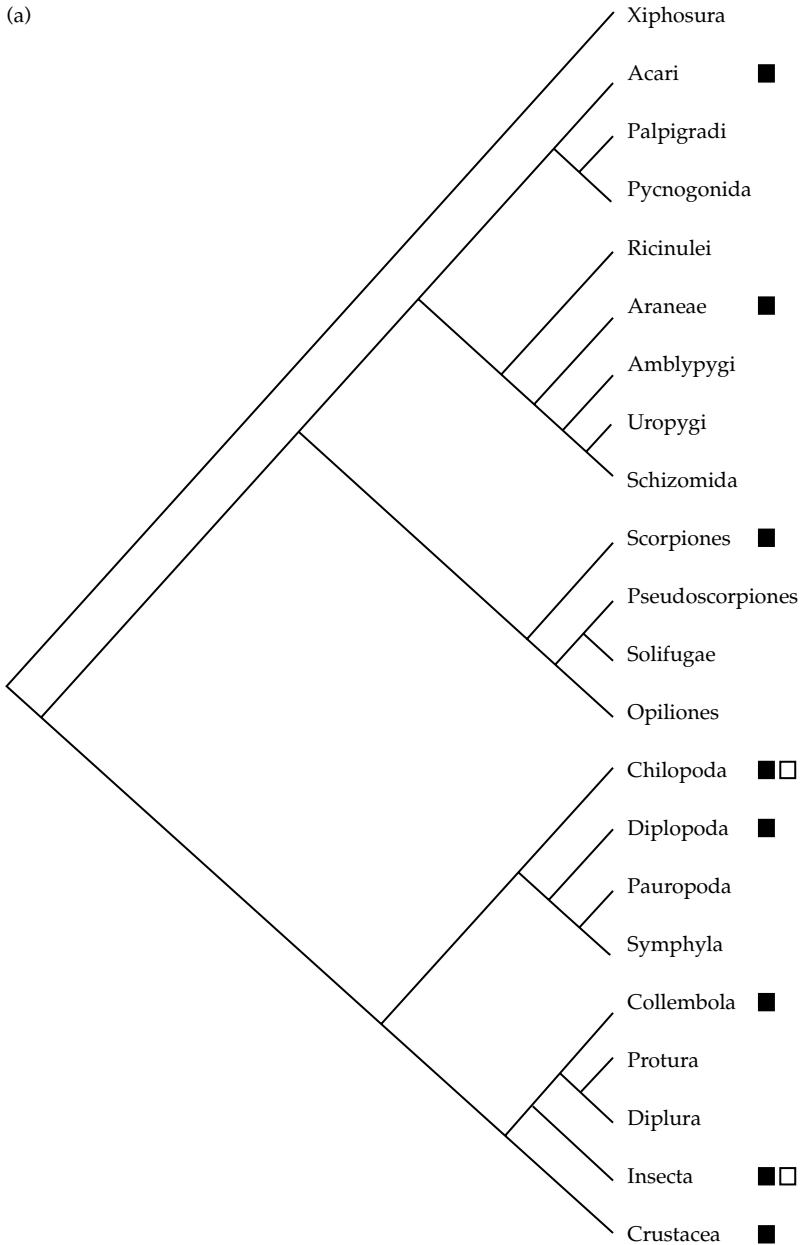 (a)
Xiphosura
Acari
Palpigradi
Pycnogonida
Ricinulei
Araneae
Amblypygi
Uropygi
Schizomida
Scorpiones
Pseudoscorpiones
Solifugae
Opiliones
Chilopoda
Diplopoda
Pauropoda
Symphyla
Collembola
Protura
Diplura
Insecta
Crustacea